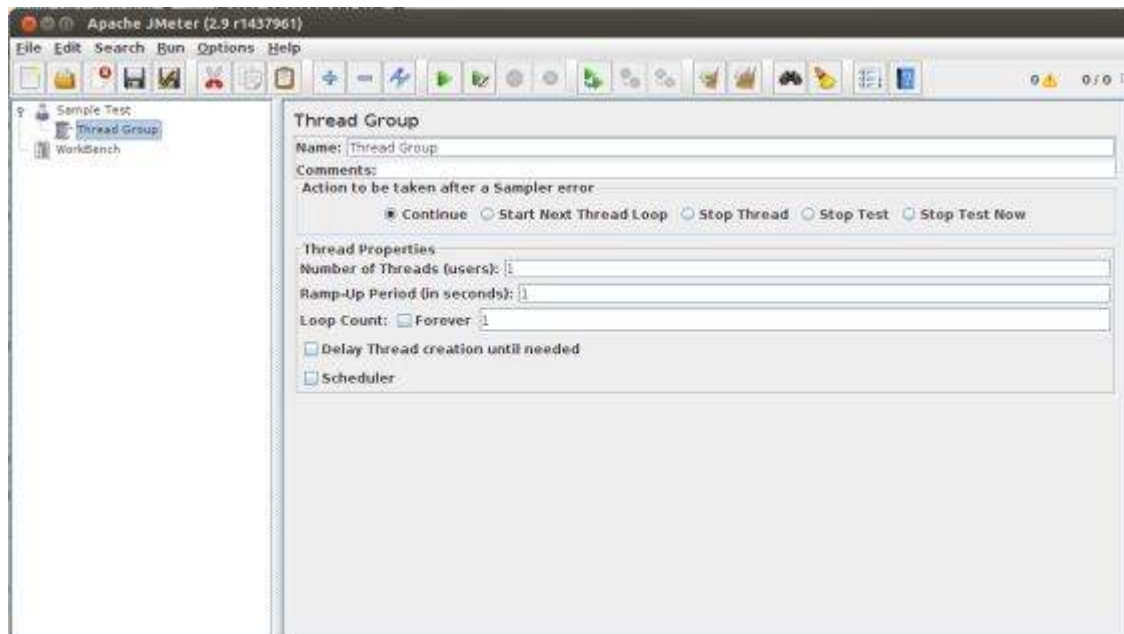 Apache JMeter (2.9 r1437961)
File Edit Search Run Options Help
0 0 / 0
Sample Test
Thread Group
WorkBench
Thread Group
Name: Thread Group
Comments:
Action to be taken after a Sampler error
Continue Start Next Thread Loop Stop Thread Stop Test Stop Test Now
Thread Properties
Number of Threads (users): 1
Ramp-Up Period (in seconds): 1
Loop Count: Forever 1
Delay Thread creation until needed
Scheduler